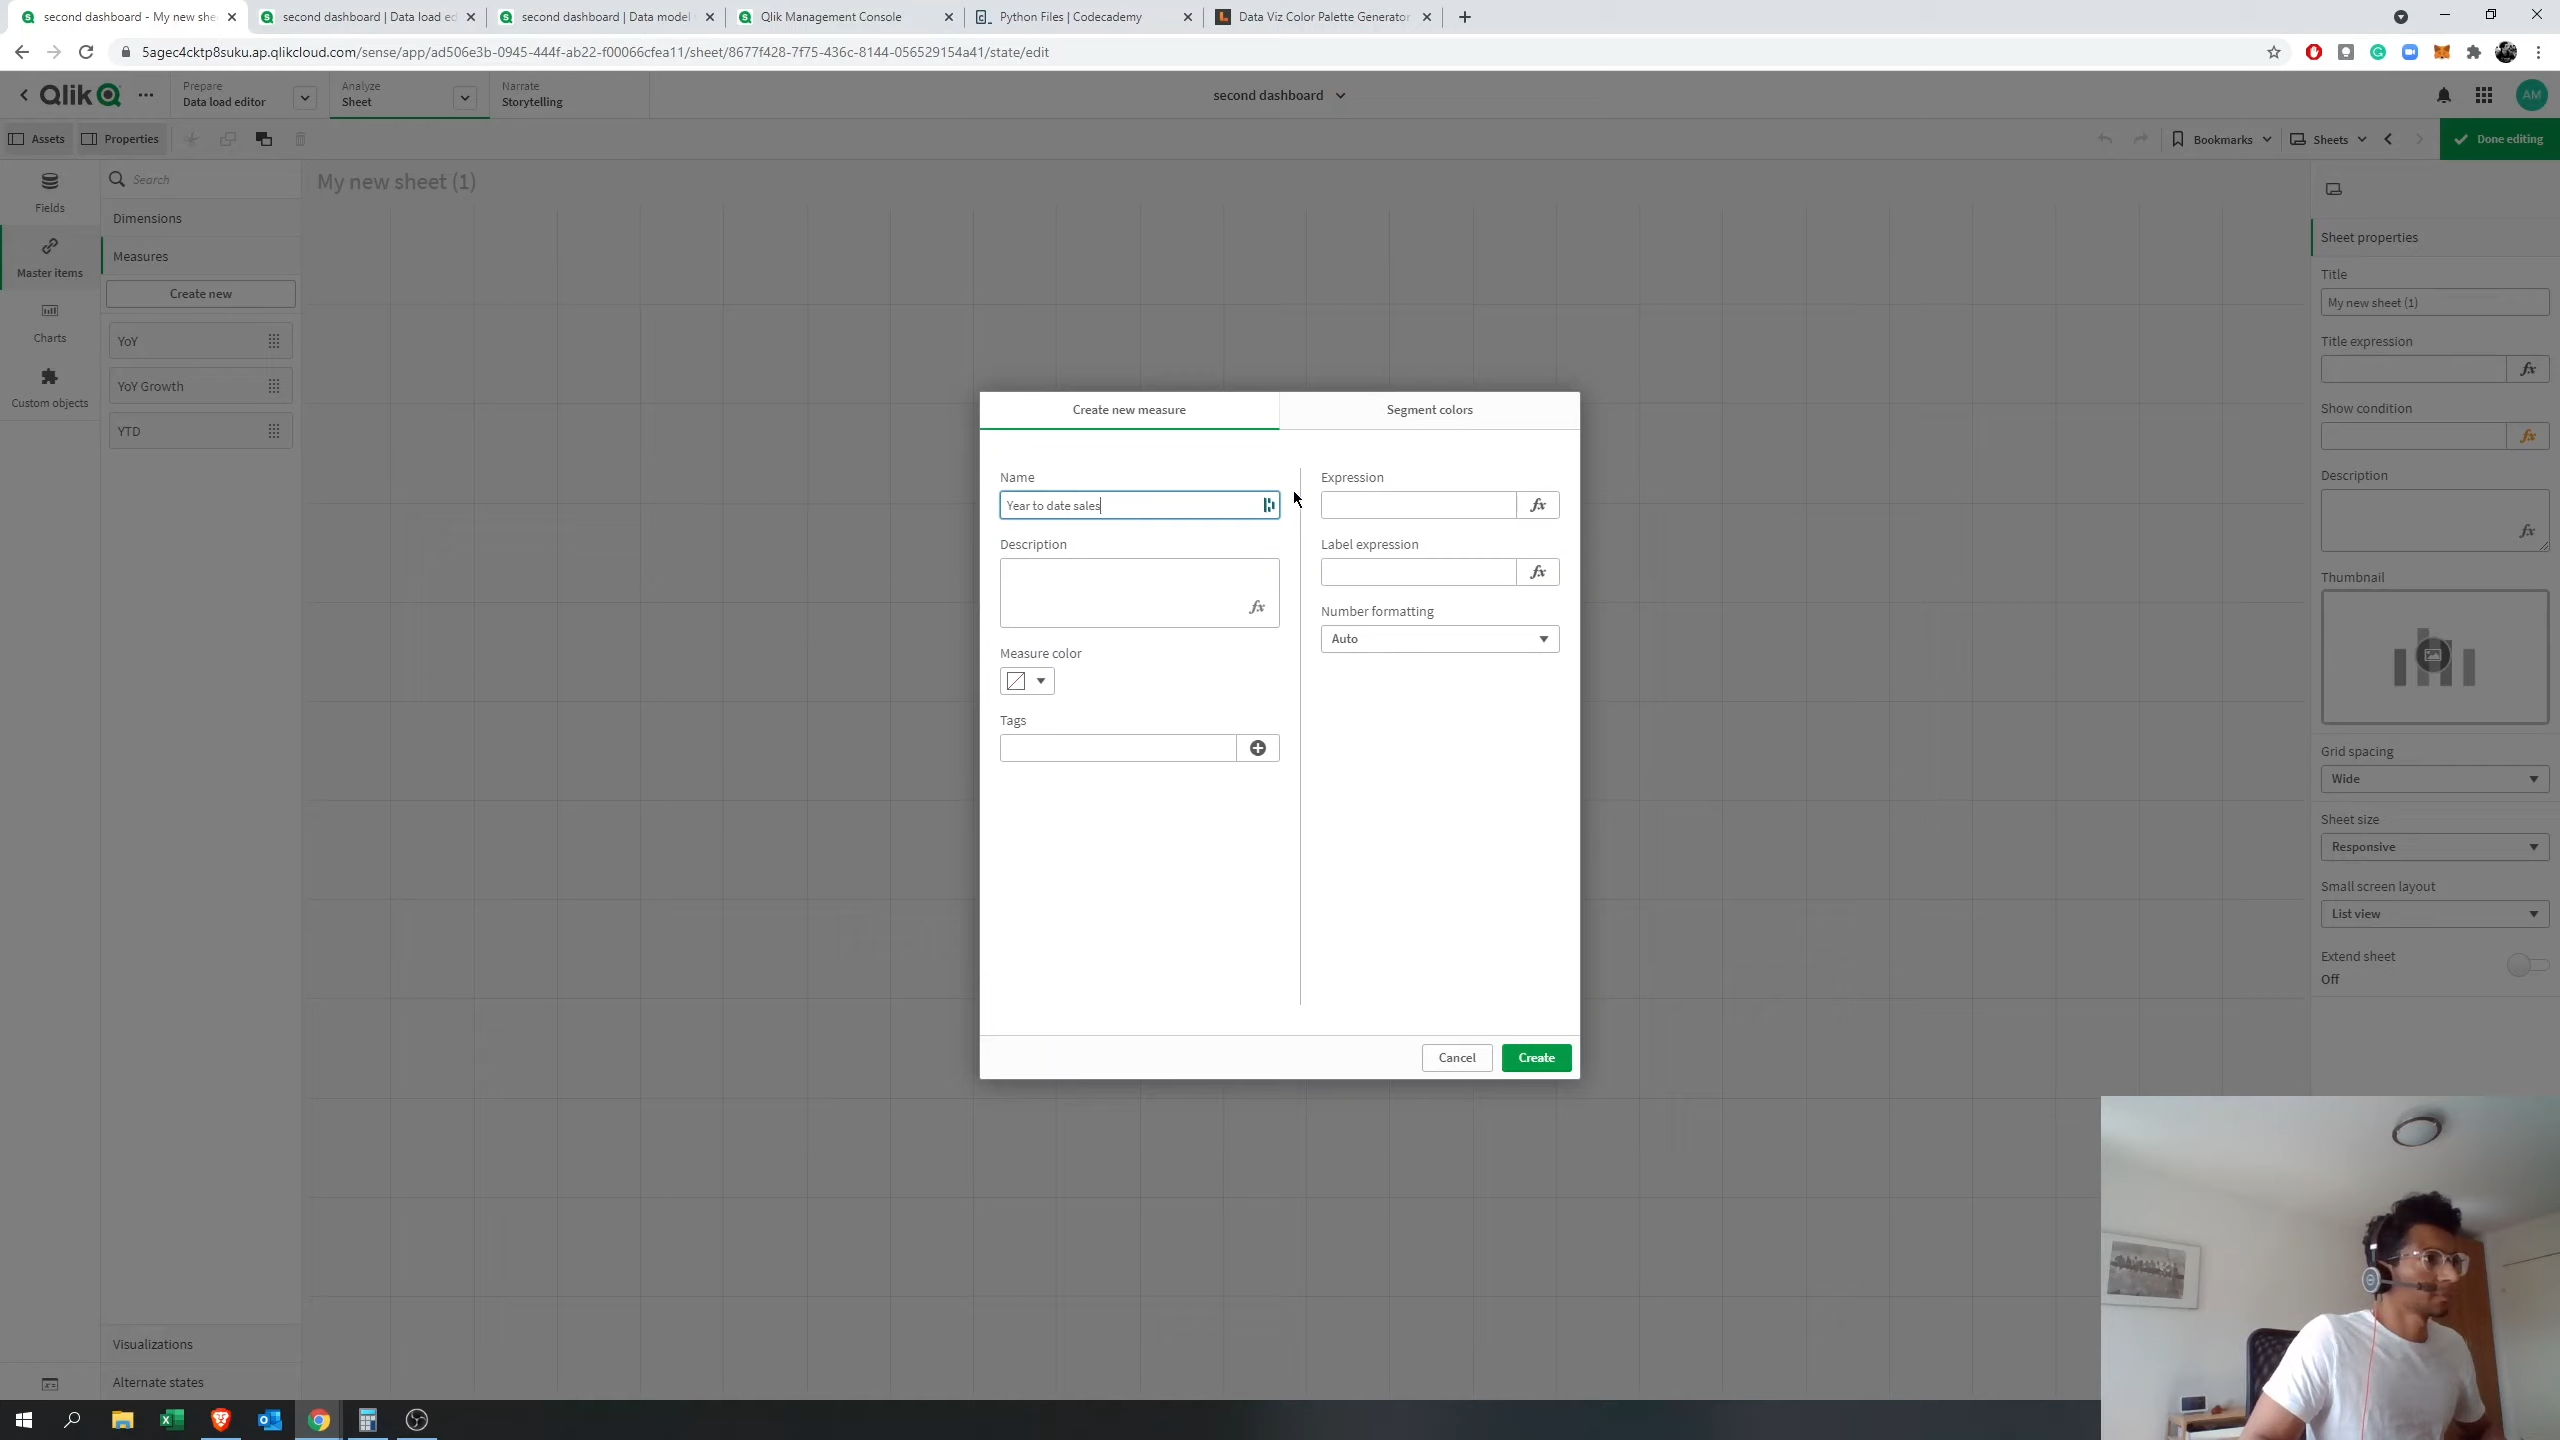 second dashboard - My new she
second dashboard | Data load ed
second dashboard | Data model v
Qlik Management Console
Python Files | Codecademy
Data Viz Color Palette Generator
5agec4cktp8suku.ap.qlikcloud.com/sense/app/ad506e3b-0945-444f-ab22-f00066cfea11/sheet/8677f428-7f75-436c-8144-056529154a41/state/edit
Qlik
Prepare
Data load editor
Analyze
Sheet
Narrate
Storytelling
second dashboard
AM
Assets
Properties
Bookmarks
Sheets
Done editing
Fields
Master items
Charts
Custom objects
Search
Dimensions
Measures
Create new
YoY
YoY Growth
YTD
Visualizations
Alternate states
My new sheet (1)
Create new measure
Segment colors
Name
Year to date sales
Description
fx
Measure color
Tags
Expression
fx
Label expression
fx
Number formatting
Auto
Cancel
Create
Sheet properties
Title
My new sheet (1)
Title expression
fx
Show condition
fx
Description
fx
Thumbnail
Grid spacing
Wide
Sheet size
Responsive
Small screen layout
List view
Extend sheet
Off